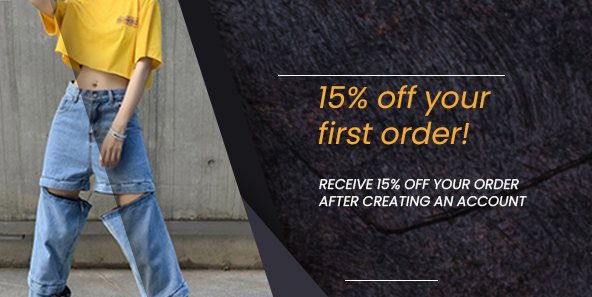 15% off your
first order!
RECEIVE 15% OFF YOUR ORDER
AFTER CREATING AN ACCOUNT